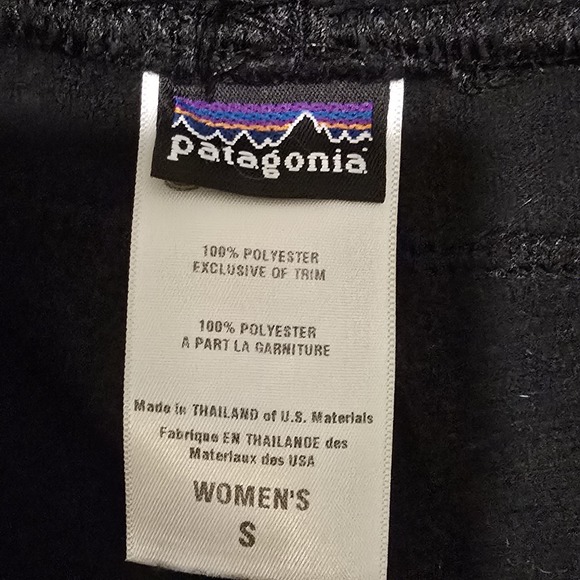 patagonia
100% POLYESTER
EXCLUSIVE OF TRIM
100% POLYESTER
A PART LA GARNITURE
Made in THAILAND of U.S. Materials
Fabrique EN THAILANDE des
Materiaux des USA
WOMEN'S
S